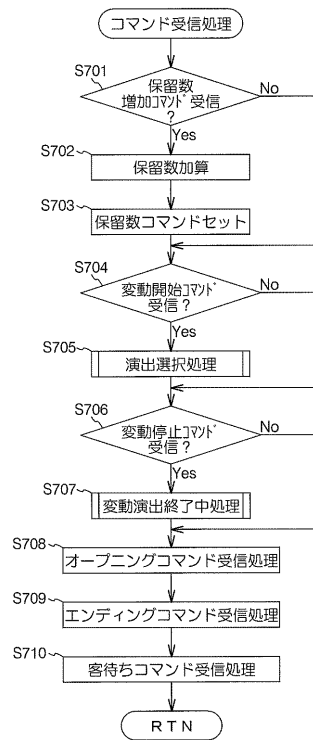 コマンド受信処理
S701
保留数
増加コマンド受信
?
No
Yes
S702
保留数加算
S703
保留数コマンドセット
S704
変動開始コマンド
受信?
No
Yes
S705
演出選択処理
S706
変動停止コマンド
受信?
No
Yes
S707
変動演出終了中処理
S708
オープニングコマンド受信処理
S709
エンディングコマンド受信処理
S710
客待ちコマンド受信処理
RTN